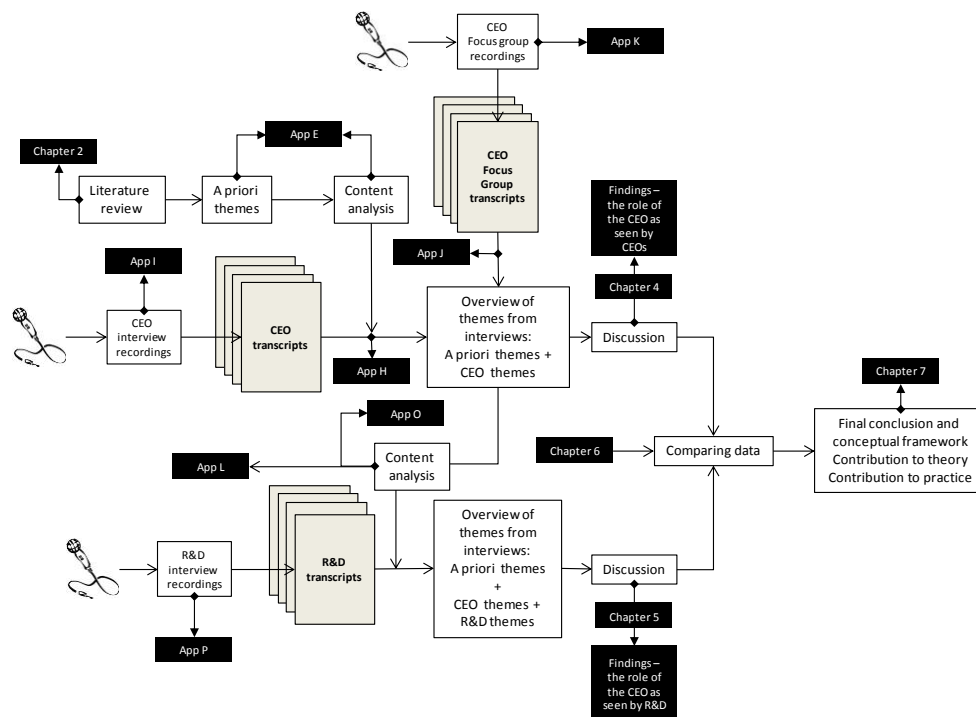 CEO
Focus group
recordings
App K
App E
Chapter 2
Literature
review
A priori
themes
Content
analysis
CEO
Focus
Group
transcripts
Findings –
the role of
the CEO as
seen by
CEOs
App J
App I
Chapter 4
CEO
interview
recordings
CEO
transcripts
Overview of
themes from
interviews:
A priori themes +
CEO themes
Discussion
App H
Chapter 7
App O
Content
analysis
App L
Chapter 6
Comparing data
Final conclusion and
conceptual framework
Contribution to theory
Contribution to practice
R&D
interview
recordings
R&D
transcripts
Overview of
themes from
interviews:
A priori themes
+
CEO themes +
R&D themes
Discussion
Chapter 5
App P
Findings –
the role of
the CEO as
seen by R&D